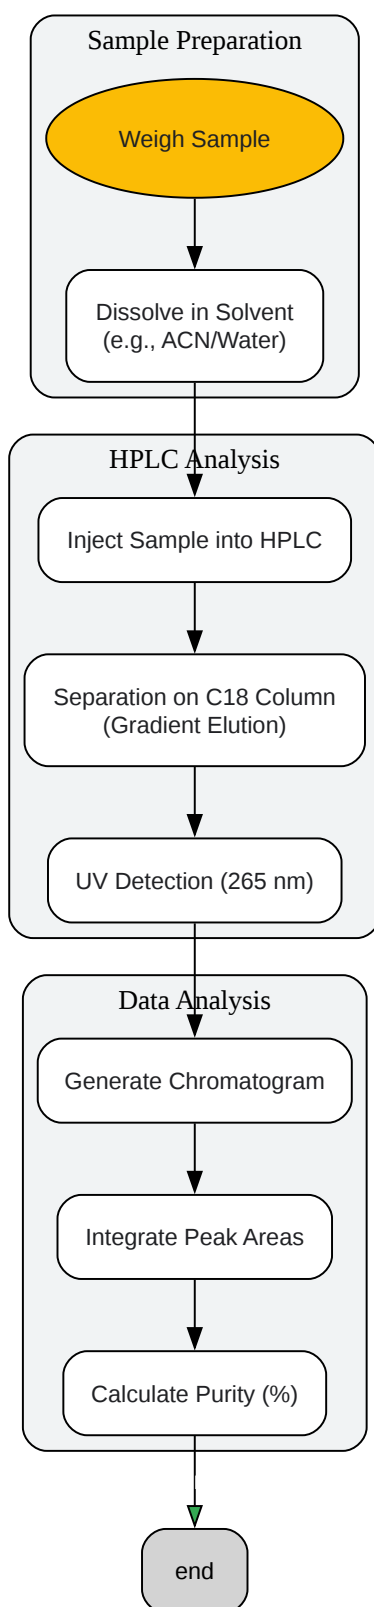 Sample Preparation
Weigh Sample
Dissolve in Solvent
(e.g., ACN/Water)
HPLC Analysis
Inject Sample into HPLC
Separation on C18 Column
(Gradient Elution)
UV Detection (265 nm)
Data Analysis
Generate Chromatogram
Integrate Peak Areas
Calculate Purity (%)
end